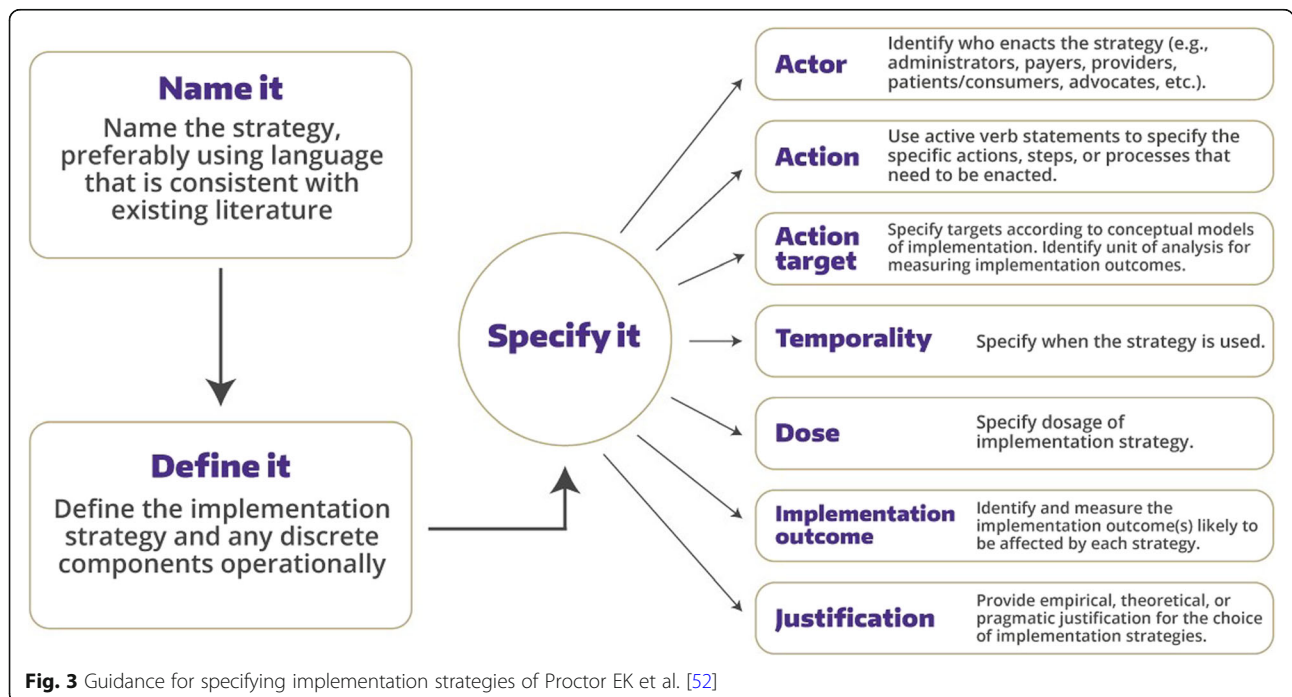 Name it
Name the strategy,
preferably using language
that is consistent with
existing literature
Define it
Define the implementation
strategy and any discrete
components operationally
Specify it
Actor
Identify who enacts the strategy (e.g.,
administrators, payers, providers,
patients/consumers, advocates, etc.).
Action
Use active verb statements to specify the
specific actions, steps, or processes that
need to be enacted.
Action
target
Specify targets according to conceptual models
of implementation. Identify unit of analysis for
measuring implementation outcomes.
Temporality
Specify when the strategy is used.
Dose
Specify dosage of
implementation strategy.
Implementation
outcome
Identify and measure the
implementation outcome(s) likely to
be affected by each strategy.
Justification
Provide empirical, theoretical, or
pragmatic justification for the choice
of implementation strategies.
Fig. 3 Guidance for specifying implementation strategies of Proctor EK et al. [52]